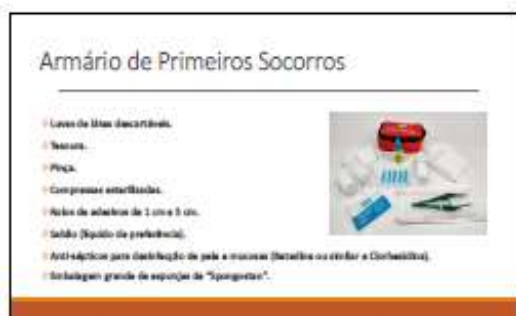 Armário de Primeiros Socorros
Luvas de látex descartáveis.
Tesoura.
Pinça.
Compressas esterilizadas.
Rolos de adesivos de 1 cm e 5 cm.
Sabão (líquido de preferência).
Anti-sépticos para desinfecção de pele e mucosas (Betadine ou similar e Clorhexidina).
Embalagem grande de esponjas de "Spongostan".